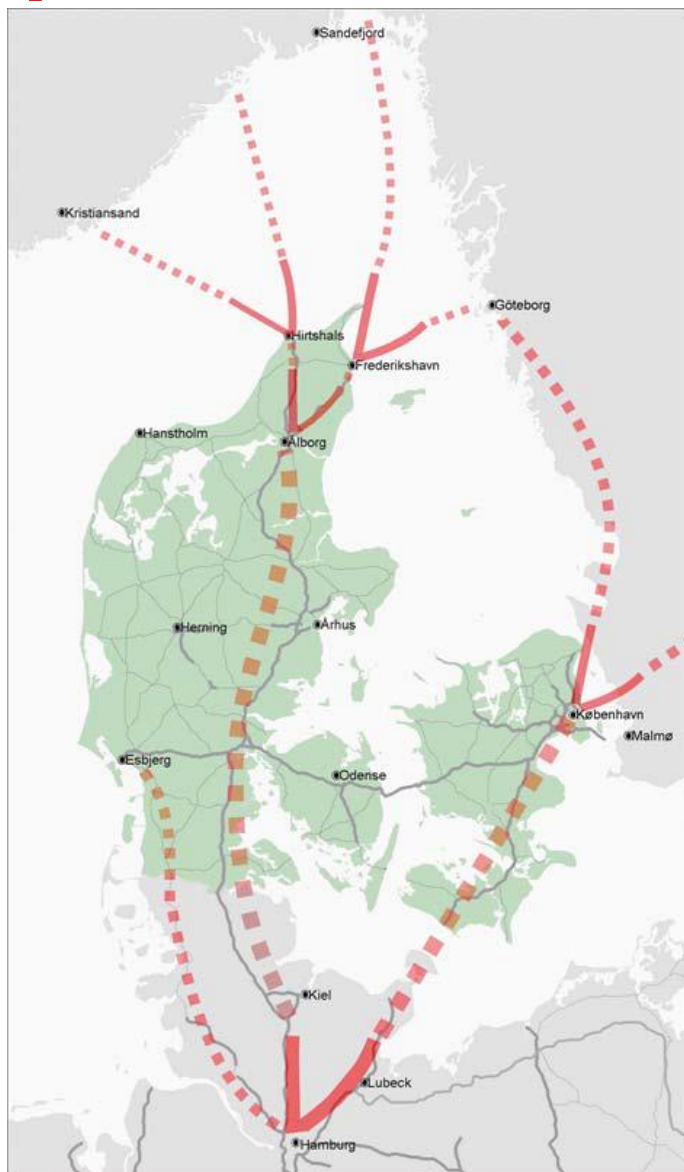 Sandefjord
Kristiansand
Göteborg
Hirtshals
Frederikshavn
Hanstholm
Ålborg
Herning
Århus
København
Malmø
Esbjerg
Odense
Kiel
Lubeck
Hamburg